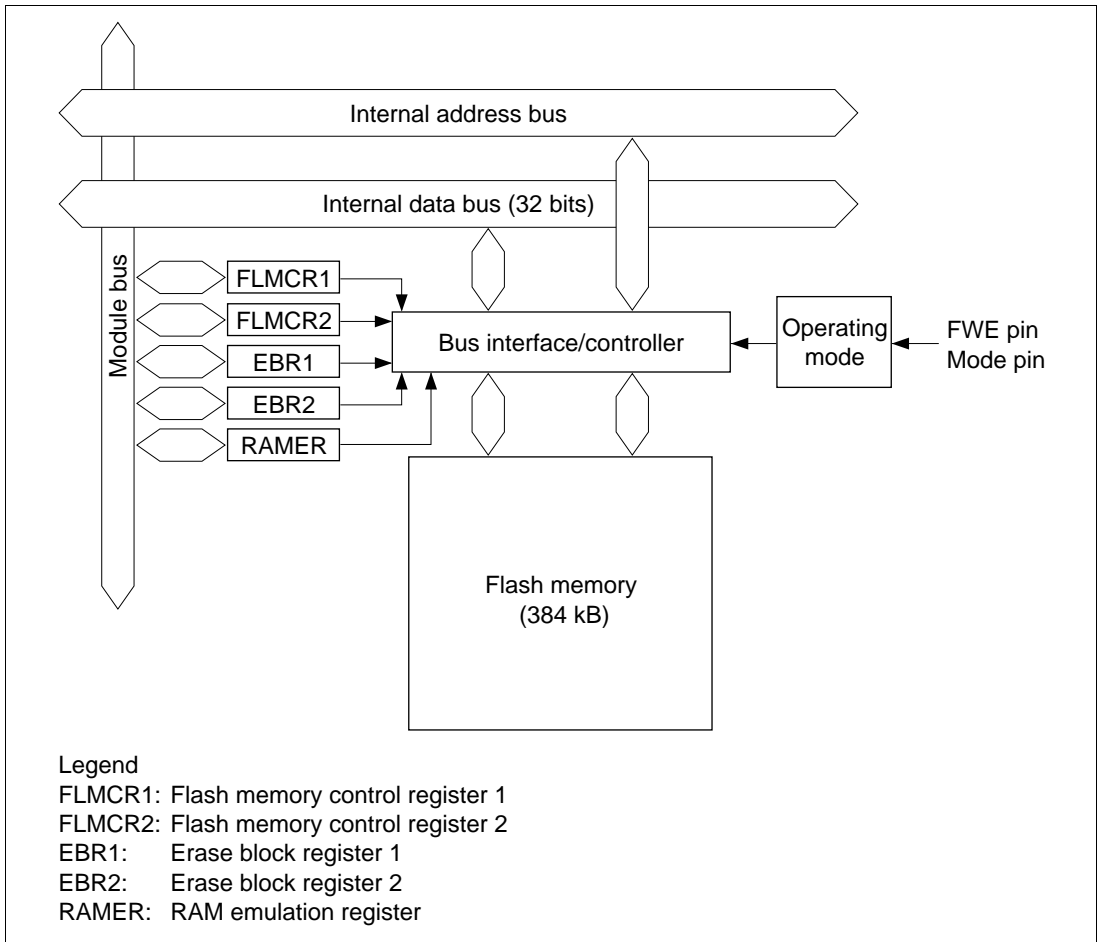 Internal address bus
Internal data bus (32 bits)
Module bus
FLMCR1
FLMCR2
EBR1
EBR2
RAMER
Bus interface/controller
Operating
mode
FWE pin
Mode pin
Flash memory
(384 kB)
Legend
FLMCR1: Flash memory control register 1
FLMCR2: Flash memory control register 2
EBR1: Erase block register 1
EBR2: Erase block register 2
RAMER: RAM emulation register